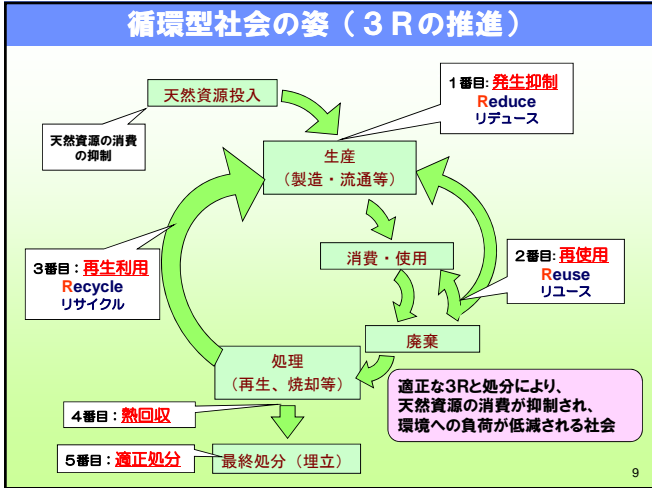 循環型社会の姿（３Ｒの推進）
天然資源投入
1番目: 発生抑制
Reduce
リデュース
天然資源の消費
の抑制
生産
（製造・流通等）
消費・使用
2番目: 再使用
Reuse
リユース
3番目：再生利用
Recycle
リサイクル
廃棄
処理
（再生、焼却等）
適正な3Rと処分により、
天然資源の消費が抑制され、
環境への負荷が低減される社会
4番目：熱回収
5番目：適正処分
最終処分（埋立）
9